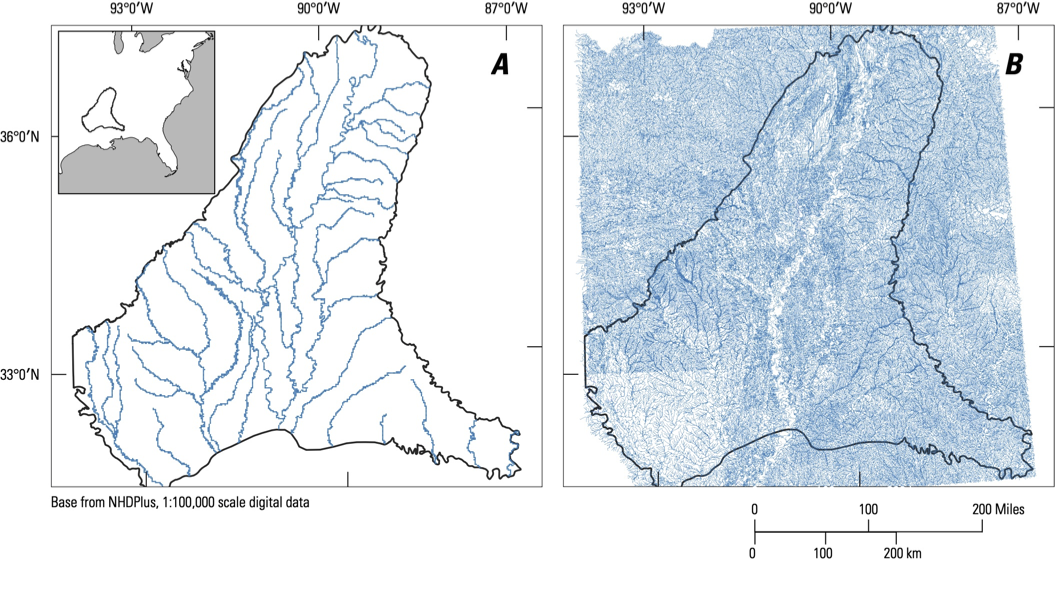 93°0'W 90°0'W 87°0'W 93°0'W 90°0'W 87°0'W
A B
36°0'N
33°0'N
Base from NHDPlus, 1:100,000 scale digital data
0 100 200 Miles
0 100 200 km